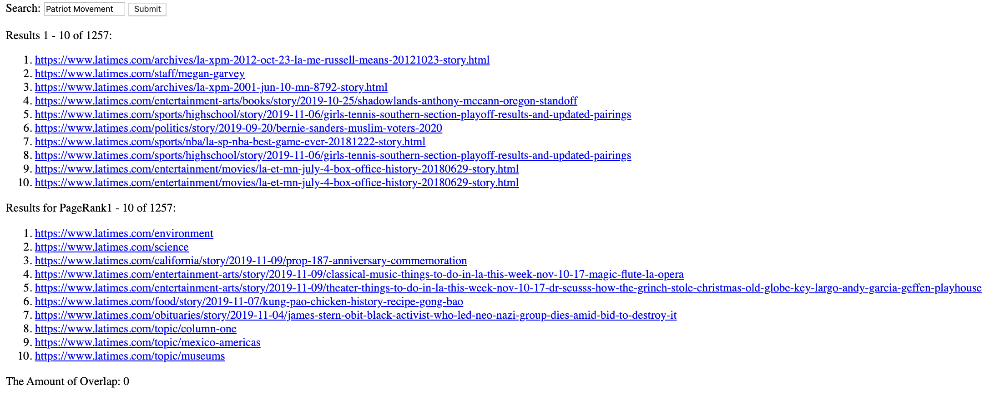 Search: Patriot Movement Submit
Results 1 - 10 of 1257:
1. https://www.latimes.com/archives/la-xpm-2012-oct-23-la-me-russell-means-20121023-story.html
2. https://www.latimes.com/staff/megan-garvey
3. https://www.latimes.com/archives/la-xpm-2001-jun-10-mn-8792-story.html
4. https://www.latimes.com/entertainment-arts/books/story/2019-10-25/shadowlands-anthony-mccann-oregon-standoff
5. https://www.latimes.com/sports/highschool/story/2019-11-06/girls-tennis-southern-section-playoff-results-and-updated-pairings
6. https://www.latimes.com/politics/story/2019-09-20/bernie-sanders-muslim-voters-2020
7. https://www.latimes.com/sports/nba/la-sp-nba-best-game-ever-20181222-story.html
8. https://www.latimes.com/sports/highschool/story/2019-11-06/girls-tennis-southern-section-playoff-results-and-updated-pairings
9. https://www.latimes.com/entertainment/movies/la-et-mn-july-4-box-office-history-20180629-story.html
10. https://www.latimes.com/entertainment/movies/la-et-mn-july-4-box-office-history-20180629-story.html
Results for PageRank1 - 10 of 1257:
1. https://www.latimes.com/environment
2. https://www.latimes.com/science
3. https://www.latimes.com/california/story/2019-11-09/prop-187-anniversary-commemoration
4. https://www.latimes.com/entertainment-arts/story/2019-11-09/classical-music-things-to-do-in-la-this-week-nov-10-17-magic-flute-la-opera
5. https://www.latimes.com/entertainment-arts/story/2019-11-09/theater-things-to-do-in-la-this-week-nov-10-17-dr-seusss-how-the-grinch-stole-christmas-old-globe-key-largo-andy-garcia-geffen-playhouse
6. https://www.latimes.com/food/story/2019-11-07/kung-pao-chicken-history-recipe-gong-bao
7. https://www.latimes.com/obituaries/story/2019-11-04/james-stern-obit-black-activist-who-led-neo-nazi-group-dies-amid-bid-to-destroy-it
8. https://www.latimes.com/topic/column-one
9. https://www.latimes.com/topic/mexico-americas
10. https://www.latimes.com/topic/museums
The Amount of Overlap: 0